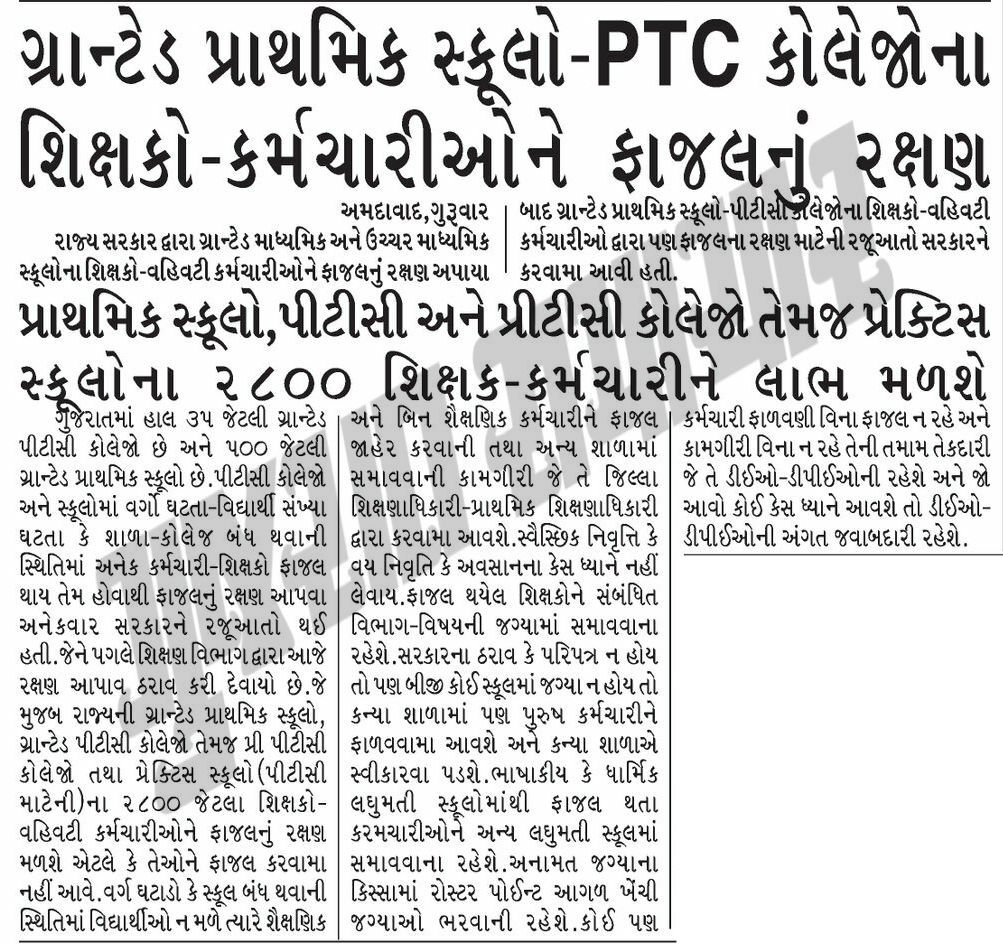 ગ્રાન્ટેડ પ્રાથમિક સ્કૂલો-PTC કોલેજોના
શિક્ષકો-કર્મચારીઓને ફાજલનું રક્ષણ
અમદાવાદ,ગુરૂવાર
રાજ્ય સરકાર દ્વારા ગ્રાન્ટેડ માધ્યમિક અને ઉચ્ચર માધ્યમિક
સ્કૂલોના શિક્ષકો-વહિવટી કર્મચારીઓને ફાજલનું રક્ષણ અપાયા
બાદ ગ્રાન્ટેડ પ્રાથમિક સ્કૂલો-પીટીસી કોલેજોના શિક્ષકો-વહિવટી
કર્મચારીઓ દ્વારા પણ ફાજલના રક્ષણ માટેની રજૂઆતો સરકારને
કરવામા આવી હતી.
પ્રાથમિક સ્કૂલો,પીટીસી અને પ્રીટીસી કોલેજો તેમજ પ્રેક્ટિસ
સ્કૂલોના ૨૮૦૦ શિક્ષક-કર્મચારીને લાભ મળશે
ગુજરાતમાં હાલ ૩૫ જેટલી ગ્રાન્ટેડ
પીટીસી કોલેજો છે અને ૫૦૦ જેટલી
ગ્રાન્ટેડ પ્રાથમિક સ્કૂલો છે.પીટીસી કોલેજો
અને સ્કૂલોમાં વર્ગો ઘટતા-વિદ્યાર્થી સંખ્યા
ઘટતા કે શાળા-કોલેજ બંધ થવાની
સ્થિતિમાં અનેક કર્મચારી-શિક્ષકો ફાજલ
થાય તેમ હોવાથી ફાજલનું રક્ષણ આપવા
અનેકવાર સરકારને રજૂઆતો થઈ
હતી.જેને પગલે શિક્ષણ વિભાગ દ્વારા આજે
રક્ષણ આપાવ ઠરાવ કરી દેવાયો છે.જે
મુજબ રાજ્યની ગ્રાન્ટેડ પ્રાથમિક સ્કૂલો,
ગ્રાન્ટેડ પીટીસી કોલેજો તેમજ પ્રી પીટીસી
કોલેજો તથા પ્રેક્ટિસ સ્કૂલો(પીટીસી
માટેની)ના ૨૮૦૦ જેટલા શિક્ષકો-
વહિવટી કર્મચારીઓને ફાજલનું રક્ષણ
મળશે એટલે કે તેઓને ફાજલ કરવામા
નહીં આવે.વર્ગ ઘટાડો કે સ્કૂલ બંધ થવાની
સ્થિતિમાં વિદ્યાર્થીઓ ન મળે ત્યારે શૈક્ષણિક
અને બિન શૈક્ષણિક કર્મચારીને ફાજલ
જાહેર કરવાની તથા અન્ય શાળામાં
સમાવવાની કામગીરી જે તે જિલ્લા
શિક્ષણાધિકારી-પ્રાથમિક શિક્ષણાધિકારી
દ્વારા કરવામા આવશે.સ્વૈસ્છિક નિવૃત્તિ કે
વય નિવૃતિ કે અવસાનના કેસ ધ્યાને નહીં
લેવાય.ફાજલ થયેલ શિક્ષકોને સંબંધિત
વિભાગ-વિષયની જગ્યામાં સમાવવાના
રહેશે.સરકારના ઠરાવ કે પરિપત્ર ન હોય
તો પણ બીજી કોઈ સ્કૂલમાં જગ્યા ન હોય તો
કન્યા શાળામાં પણ પુરુષ કર્મચારીને
ફાળવવામા આવશે અને કન્યા શાળાએ
સ્વીકારવા પડશે.ભાષાકીય કે ધાર્મિક
લઘુમતી સ્કૂલોમાંથી ફાજલ થતા
કરમચારીઓને અન્ય લઘુમતી સ્કૂલમાં
સમાવવાના રહેશે.અનામત જગ્યાના
કિસ્સામાં રોસ્ટર પોઈન્ટ આગળ ખેંચી
જગ્યાઓ ભરવાની રહેશે.કોઈ પણ
કર્મચારી ફાળવણી વિના ફાજલ ન રહે અને
કામગીરી વિના ન રહે તેની તમામ તેકદારી
જે તે ડીઈઓ-ડીપીઈઓની રહેશે અને જો
આવો કોઈ કેસ ધ્યાને આવશે તો ડીઈઓ-
ડીપીઈઓની અંગત જવાબદારી રહેશે.